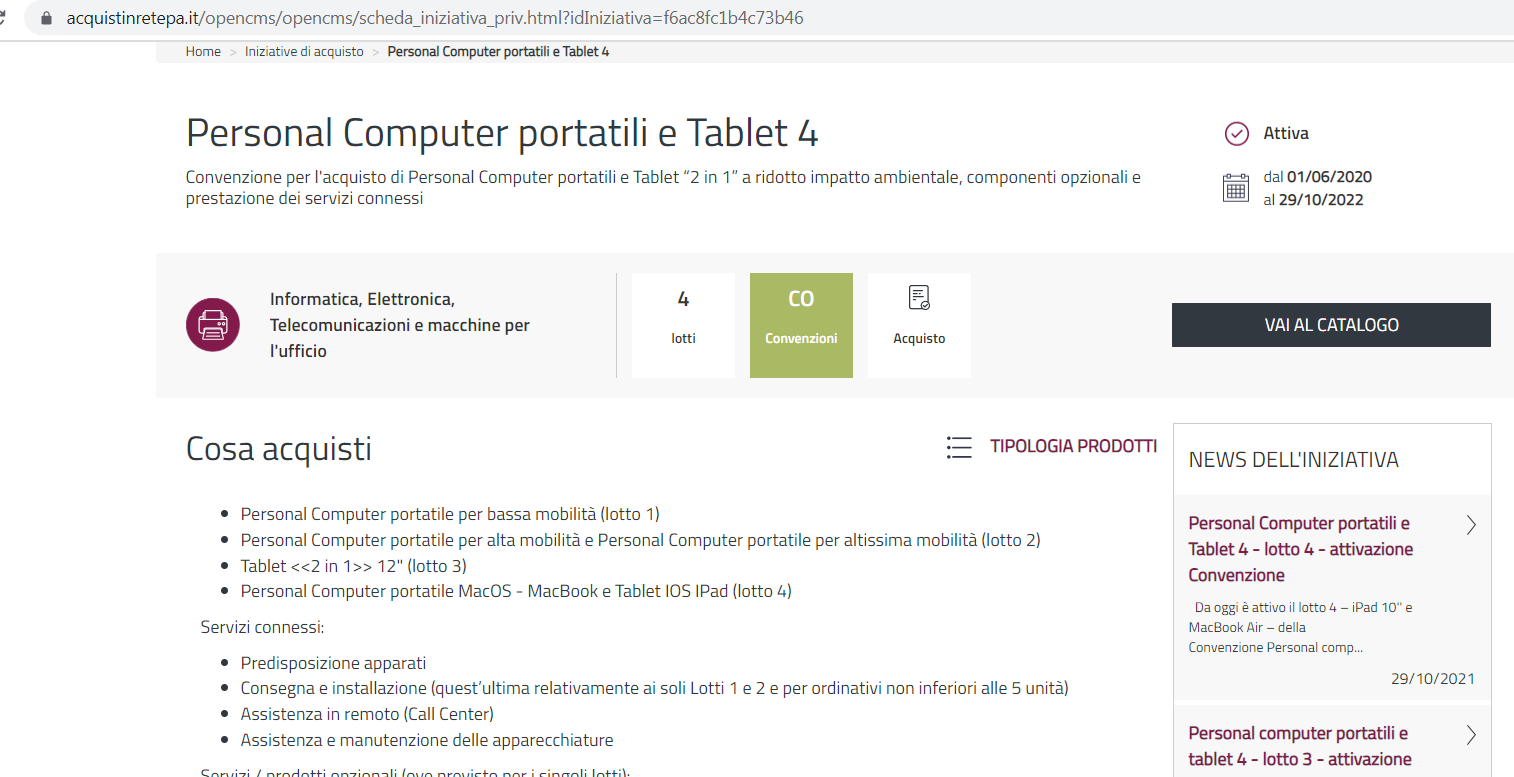 acquistinretepa.it/opencms/opencms/scheda_iniziativa_priv.html?idIniziativa=f6ac8fc1b4c73b46
Home > Iniziative di acquisto > Personal Computer portatili e Tablet 4
Personal Computer portatili e Tablet 4
Convenzione per l'acquisto di Personal Computer portatili e Tablet “2 in 1” a ridotto impatto ambientale, componenti opzionali e
prestazione dei servizi connessi
Attiva
dal 01/06/2020
al 29/10/2022
Informatica, Elettronica,
Telecomunicazioni e macchine per
l'ufficio
4
lotti
CO
Convenzioni
Acquisto
VAI AL CATALOGO
Cosa acquisti
TIPOLOGIA PRODOTTI
• Personal Computer portatile per bassa mobilità (lotto 1)
• Personal Computer portatile per alta mobilità e Personal Computer portatile per altissima mobilità (lotto 2)
• Tablet <<2 in 1>> 12" (lotto 3)
• Personal Computer portatile MacOS - MacBook e Tablet IOS IPad (lotto 4)
Servizi connessi:
• Predisposizione apparati
• Consegna e installazione (quest’ultima relativamente ai soli Lotti 1 e 2 e per ordinativi non inferiori alle 5 unità)
• Assistenza in remoto (Call Center)
• Assistenza e manutenzione delle apparecchiature
Servizi / prodotti opzionali (ove previsto per i singoli lotti):
NEWS DELL'INIZIATIVA
Personal Computer portatili e
Tablet 4 - lotto 4 - attivazione
Convenzione
Da oggi è attivo il lotto 4 – iPad 10" e
MacBook Air – della
Convenzione Personal comp...
29/10/2021
Personal computer portatili e
tablet 4 - lotto 3 - attivazione